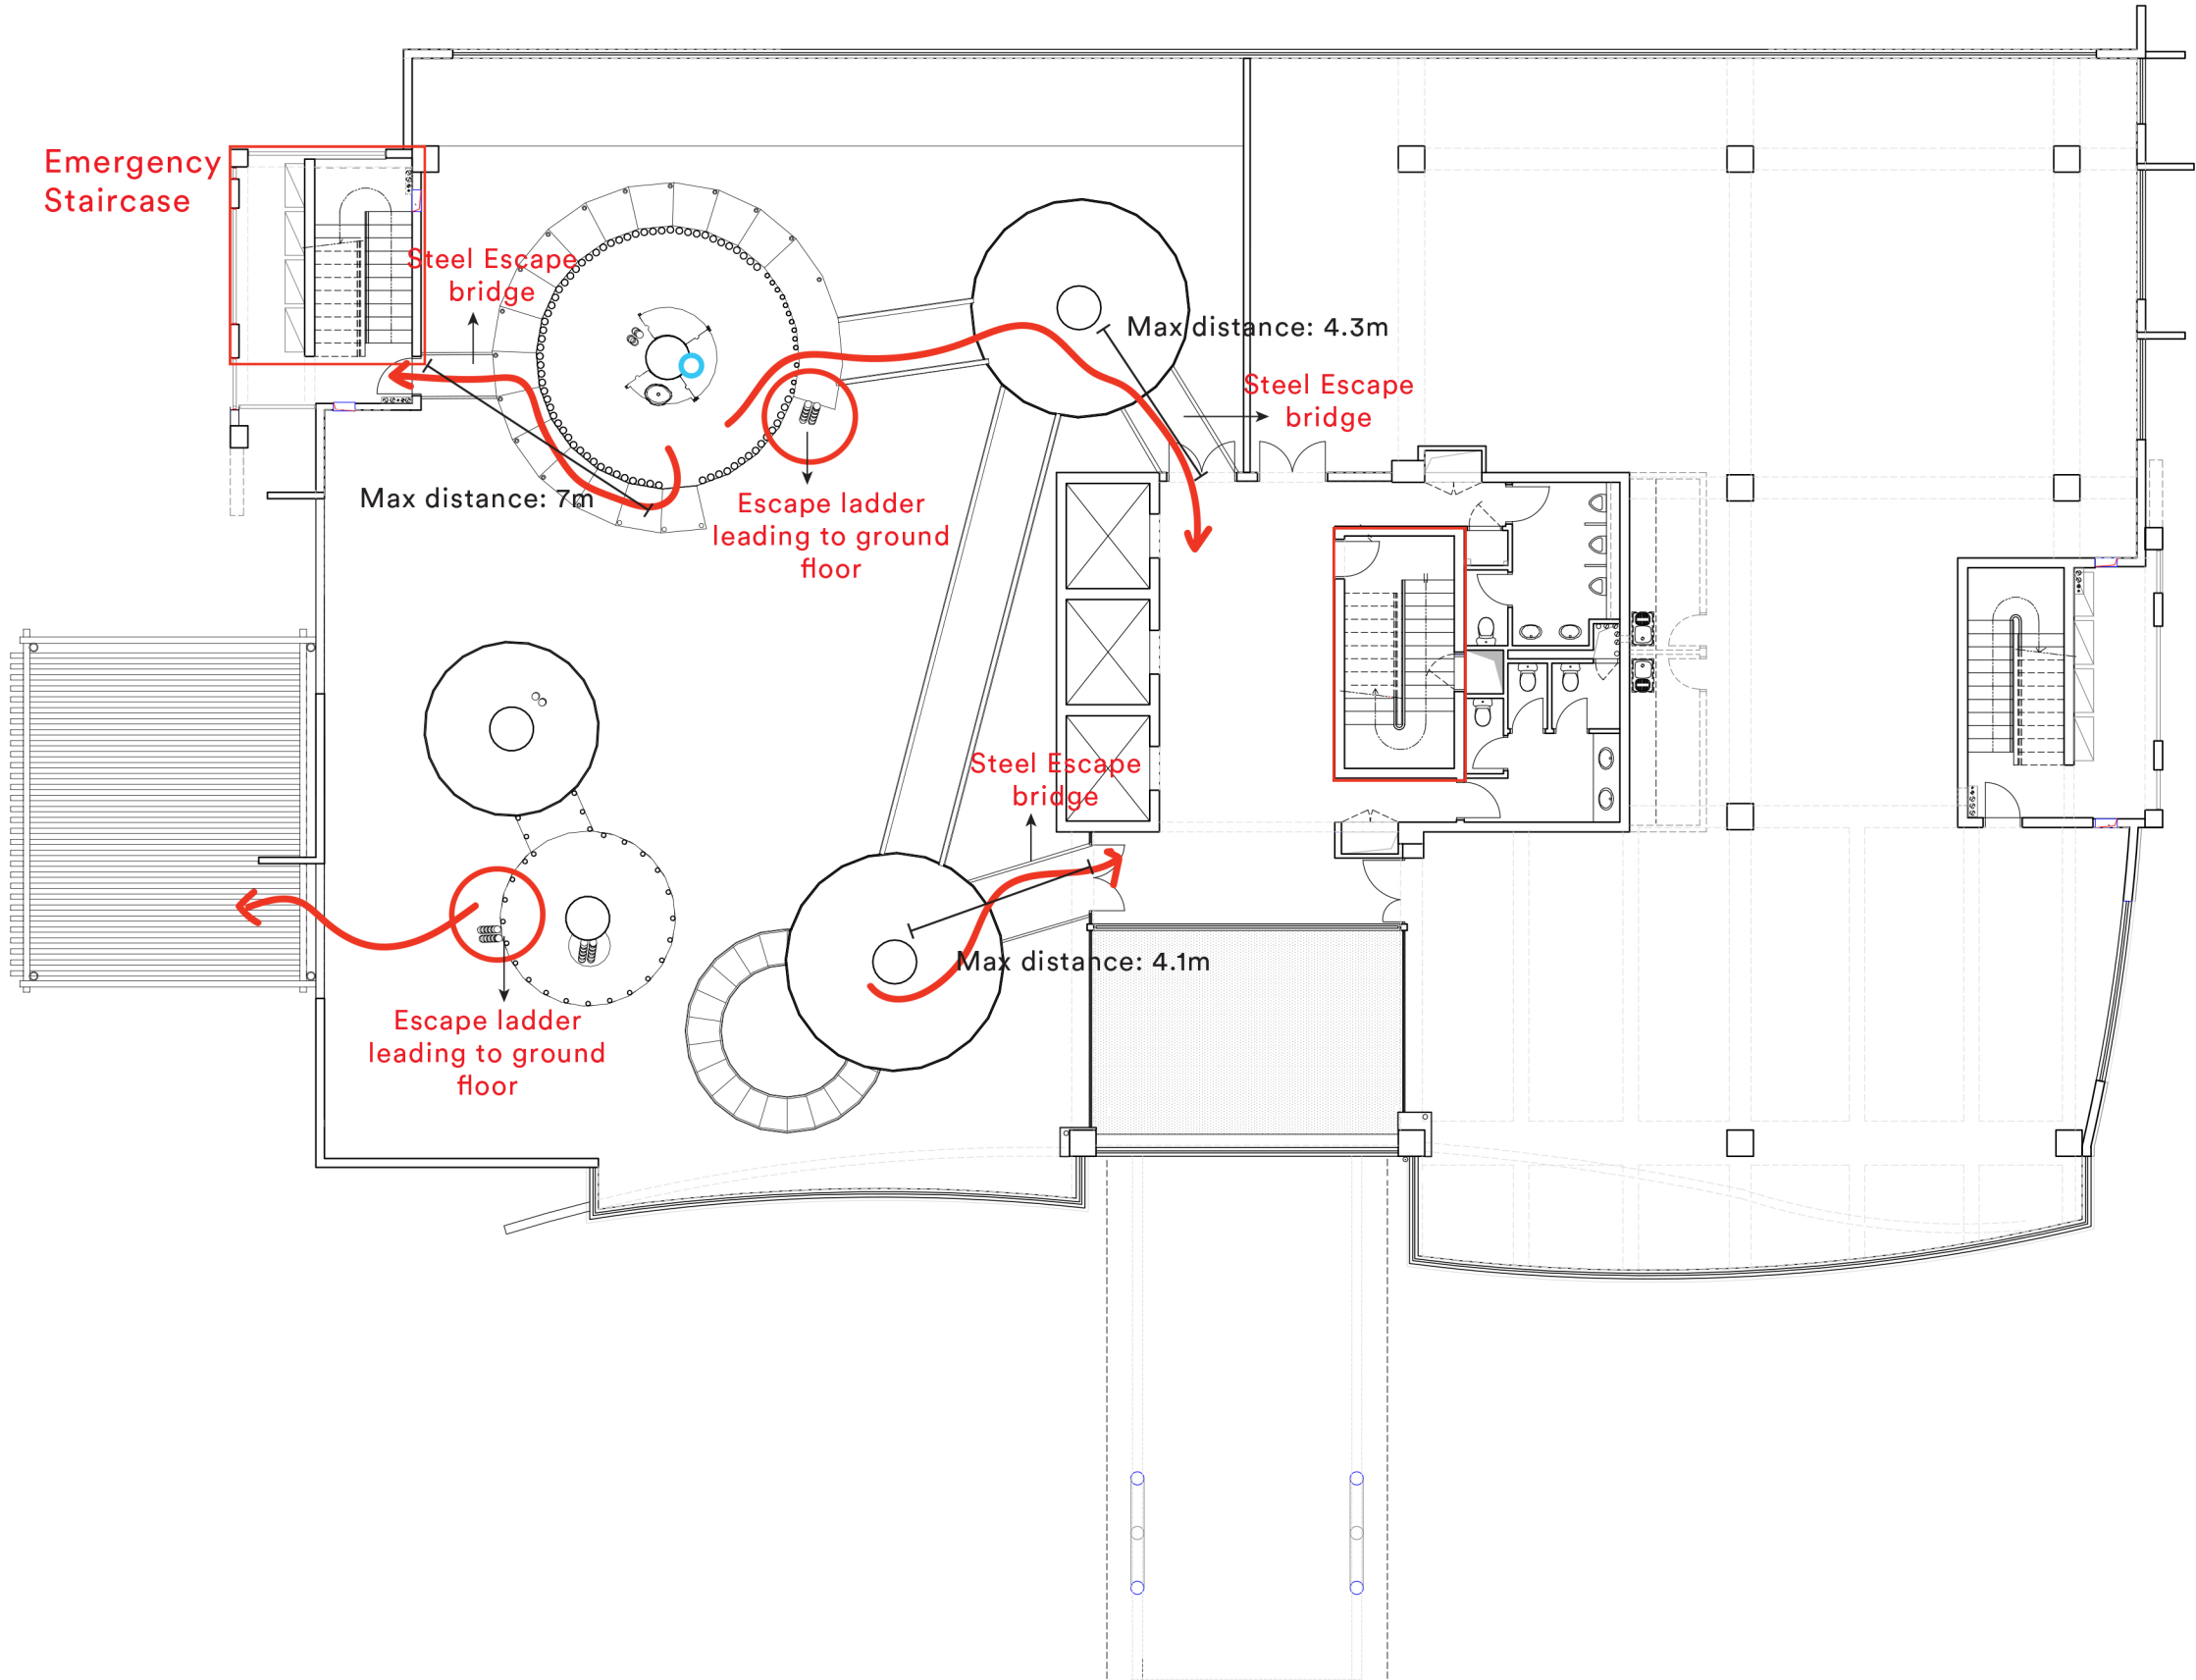 Emergency
Staircase
Steel Escape
bridge
Max distance: 4.3m
Steel Escape
bridge
Max distance: 7m
Escape ladder
leading to ground
floor
Steel Escape
bridge
Max distance: 4.1m
Escape ladder
leading to ground
floor